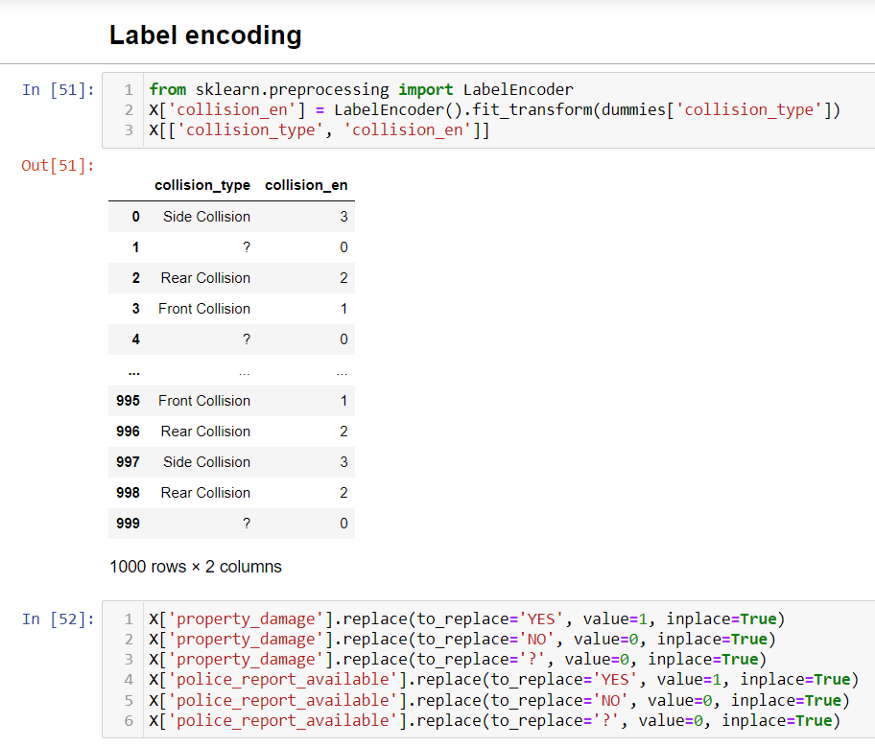 Label encoding
In [51]:
1 from sklearn.preprocessing import LabelEncoder
2 X['collision_en'] = LabelEncoder().fit_transform(dummies['collision_type'])
3 X[['collision_type', 'collision_en']]
Out[51]:
collision_type collision_en
0 Side Collision 3
1 ? 0
2 Rear Collision 2
3 Front Collision 1
4 ? 0
... ... ...
995 Front Collision 1
996 Rear Collision 2
997 Side Collision 3
998 Rear Collision 2
999 ? 0
1000 rows × 2 columns
In [52]:
1 X['property_damage'].replace(to_replace='YES', value=1, inplace=True)
2 X['property_damage'].replace(to_replace='NO', value=0, inplace=True)
3 X['property_damage'].replace(to_replace='?', value=0, inplace=True)
4 X['police_report_available'].replace(to_replace='YES', value=1, inplace=True)
5 X['police_report_available'].replace(to_replace='NO', value=0, inplace=True)
6 X['police_report_available'].replace(to_replace='?', value=0, inplace=True)